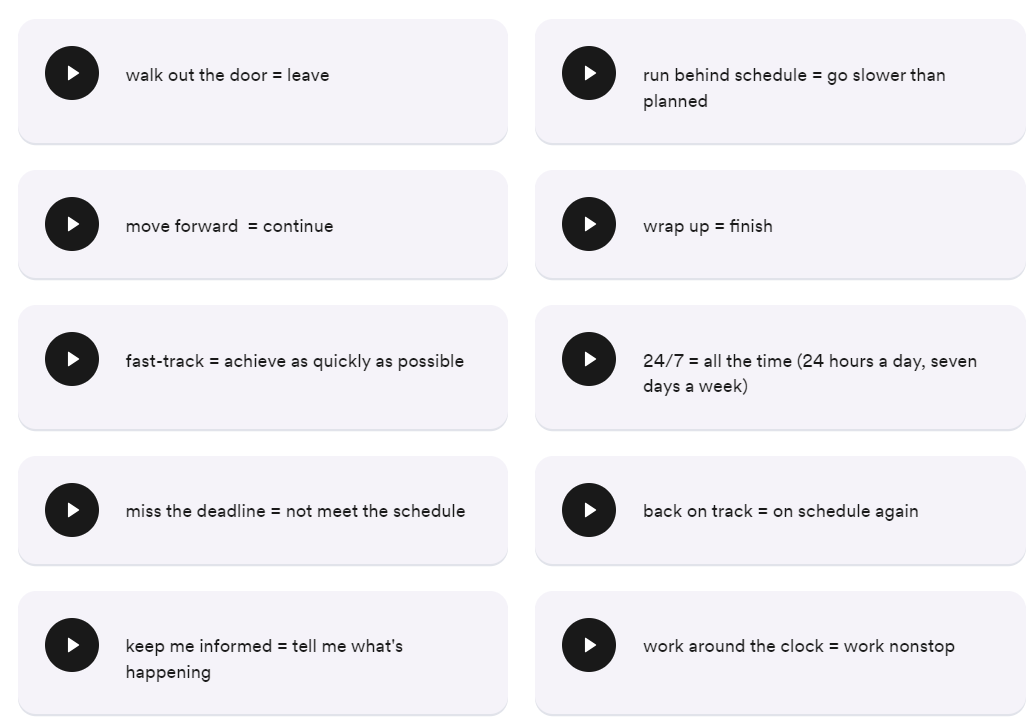 walk out the door = leave
run behind schedule = go slower than
planned
move forward  = continue
wrap up = finish
fast-track = achieve as quickly as possible
24/7 = all the time (24 hours a day, seven
days a week)
miss the deadline = not meet the schedule
back on track = on schedule again
keep me informed = tell me what's
happening
work around the clock = work nonstop